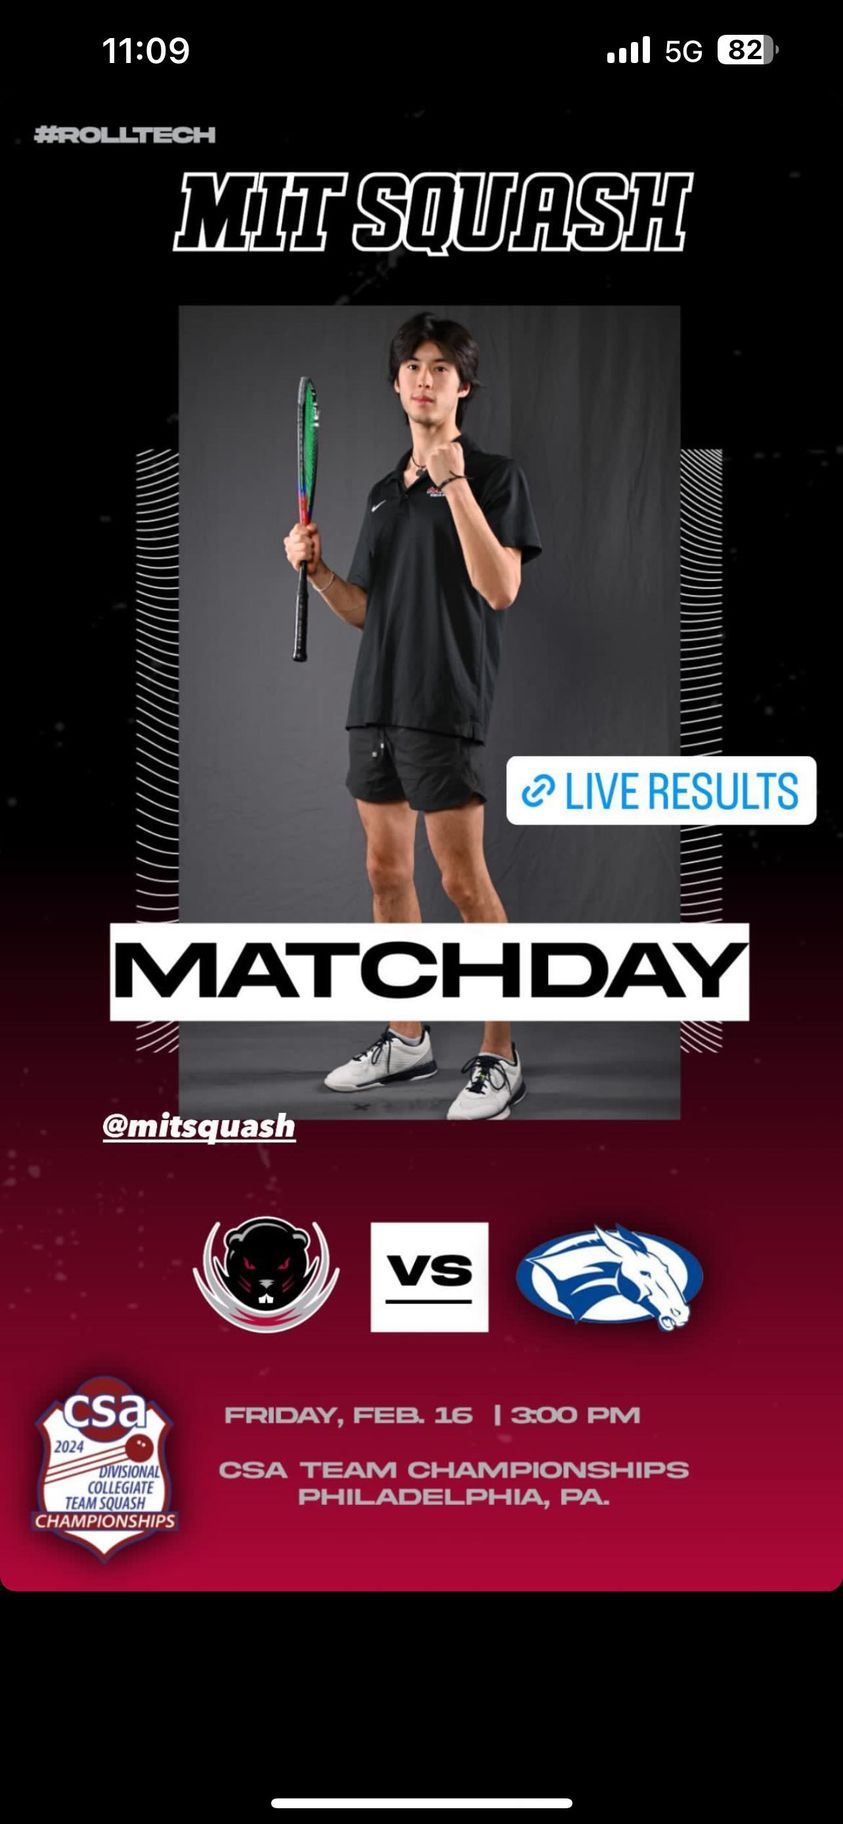 11:09
5G 82
#ROLLTECH
MIT SQUASH
LIVE RESULTS
MATCHDAY
@mitsquash
VS
csa
2024
DIVISIONAL
COLLEGIATE
TEAM SQUASH
CHAMPIONSHIPS
FRIDAY, FEB. 16 | 3:00 PM
CSA TEAM CHAMPIONSHIPS
PHILADELPHIA, PA.